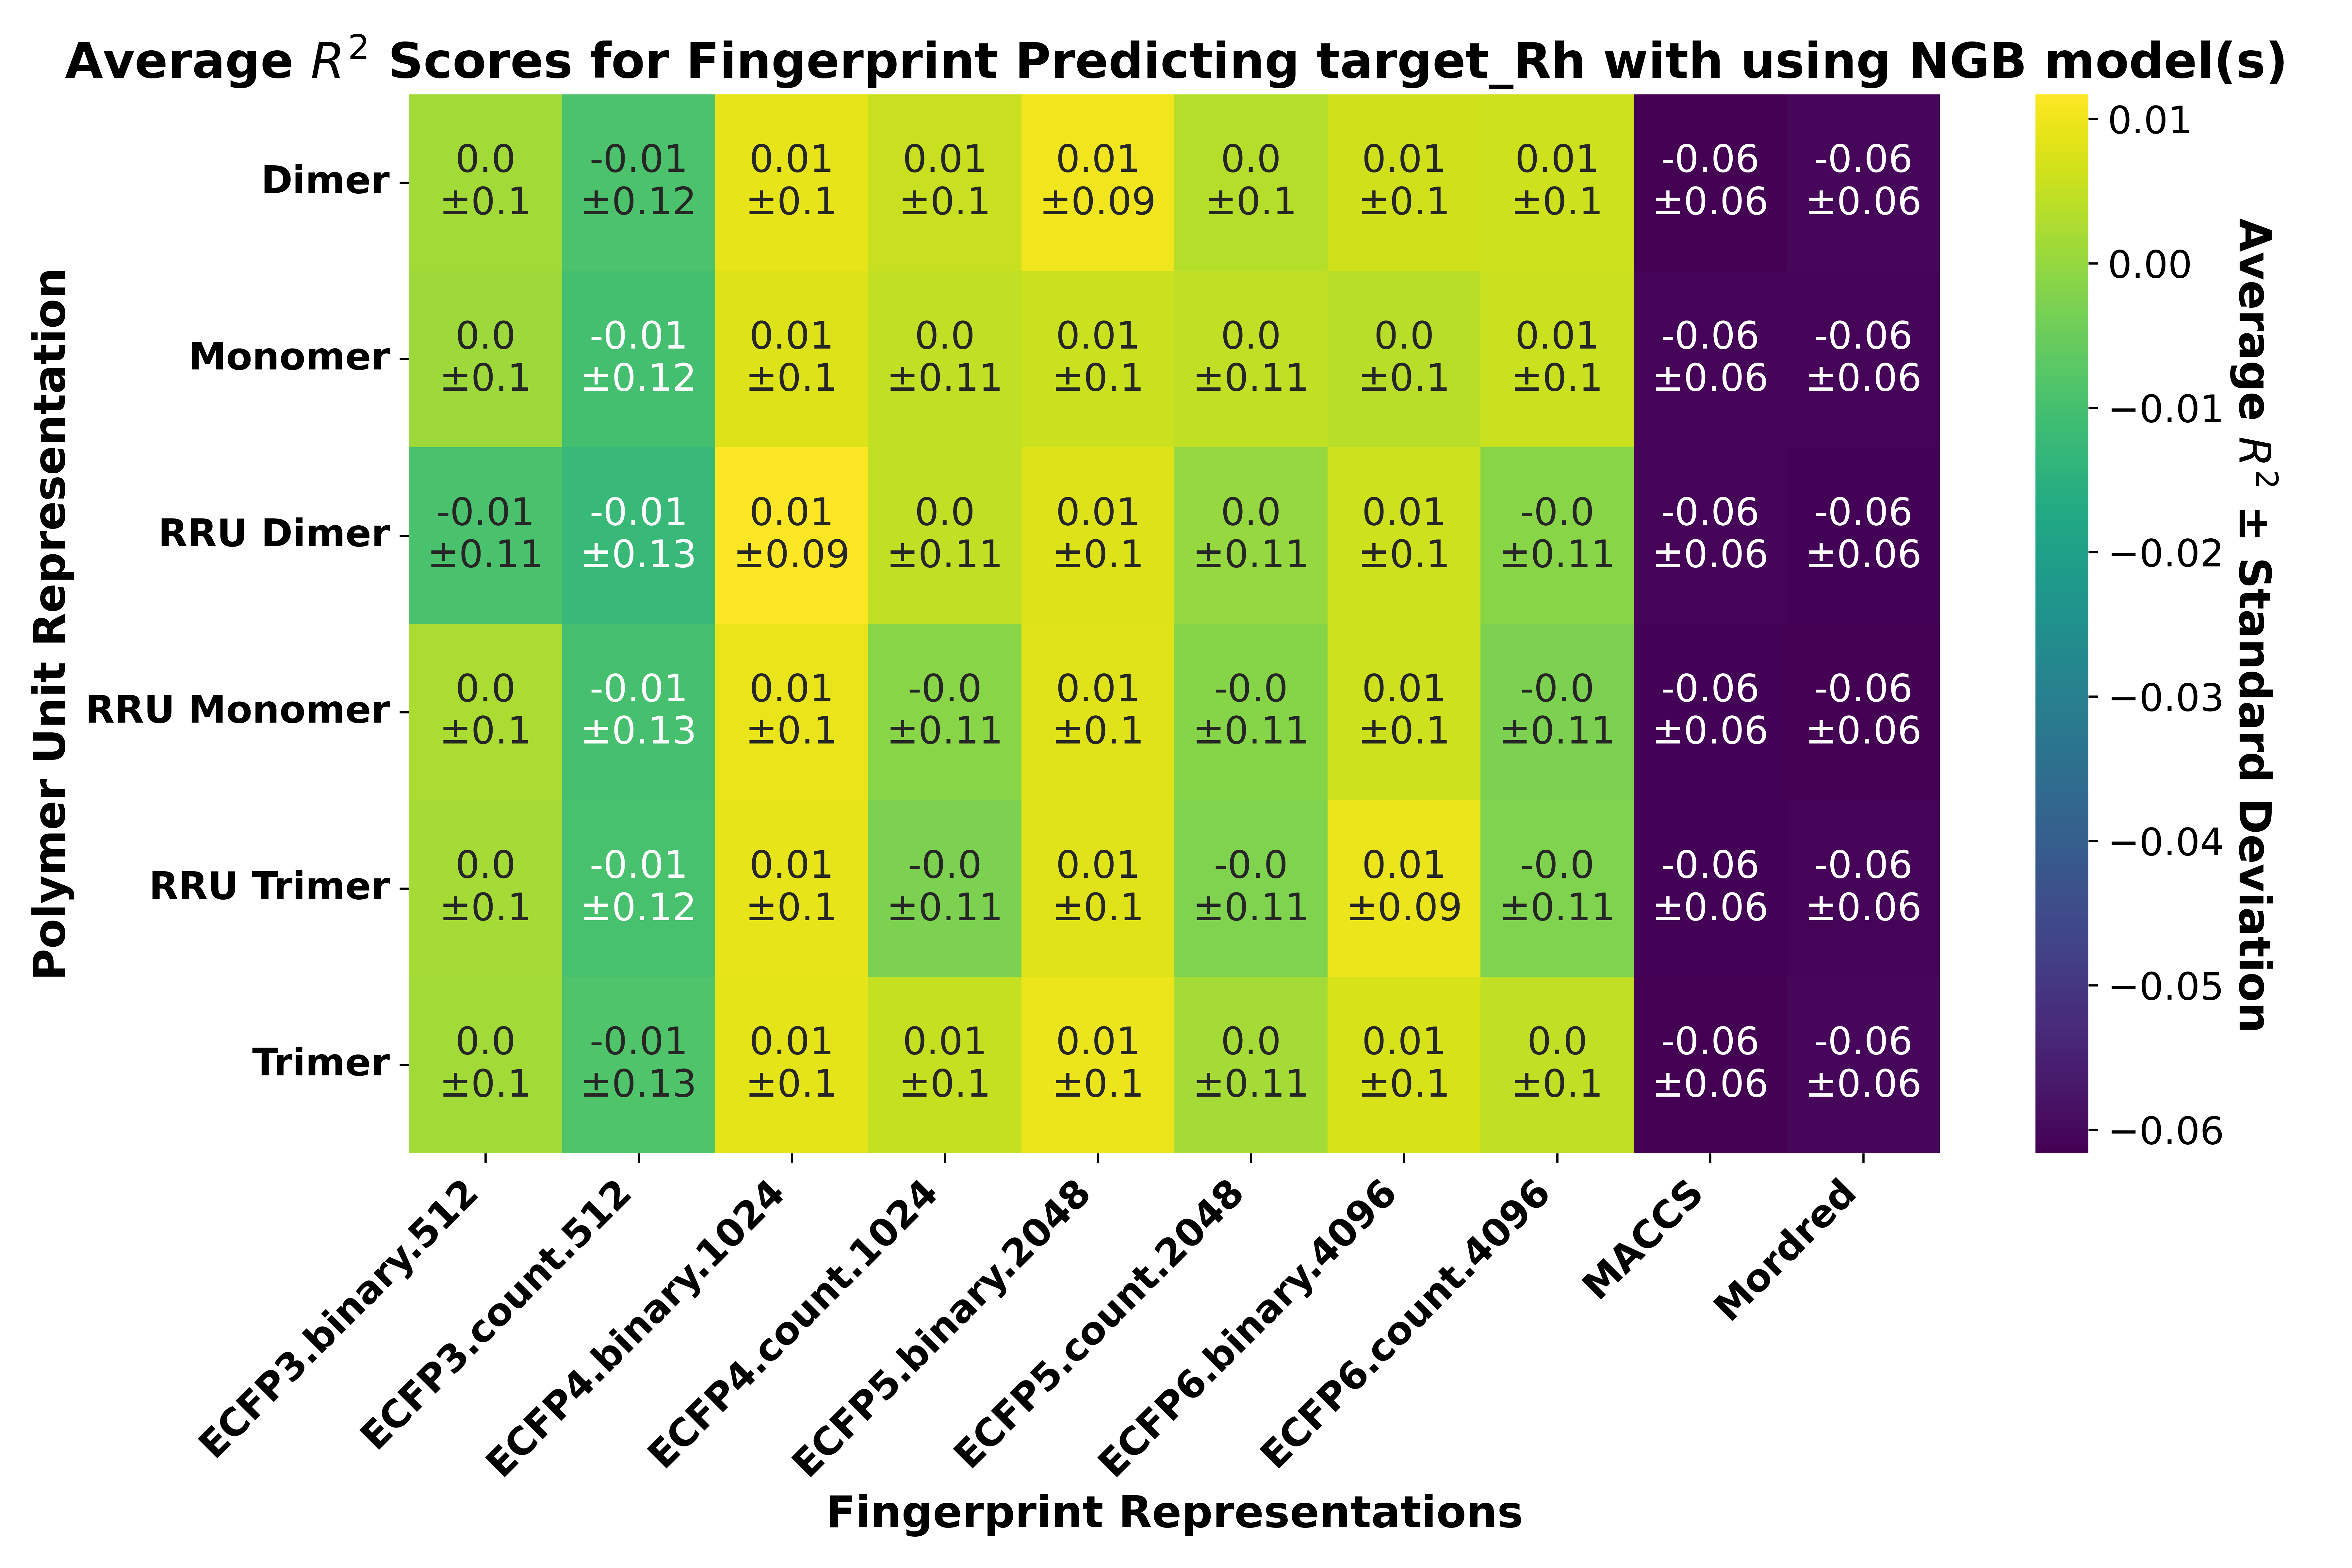 Average R² Scores for Fingerprint Predicting target_Rh with using NGB model(s)
Polymer Unit Representation
Dimer
0.0 -0.01 0.01 0.01 0.01 0.0 0.01 0.01 -0.06 -0.06
±0.1 ±0.12 ±0.1 ±0.1 ±0.09 ±0.1 ±0.1 ±0.1 ±0.06 ±0.06
Monomer
0.0 -0.01 0.01 0.0 0.01 0.0 0.0 0.01 -0.06 -0.06
±0.1 ±0.12 ±0.1 ±0.11 ±0.1 ±0.11 ±0.1 ±0.1 ±0.06 ±0.06
RRU Dimer
-0.01 -0.01 0.01 0.0 0.01 0.0 0.01 -0.0 -0.06 -0.06
±0.11 ±0.13 ±0.09 ±0.11 ±0.1 ±0.11 ±0.1 ±0.11 ±0.06 ±0.06
RRU Monomer
0.0 -0.01 0.01 -0.0 0.01 -0.0 0.01 -0.0 -0.06 -0.06
±0.1 ±0.13 ±0.1 ±0.11 ±0.1 ±0.11 ±0.1 ±0.11 ±0.06 ±0.06
RRU Trimer
0.0 -0.01 0.01 -0.0 0.01 -0.0 0.01 -0.0 -0.06 -0.06
±0.1 ±0.12 ±0.1 ±0.11 ±0.1 ±0.11 ±0.09 ±0.11 ±0.06 ±0.06
Trimer
0.0 -0.01 0.01 0.01 0.01 0.0 0.01 0.0 -0.06 -0.06
±0.1 ±0.13 ±0.1 ±0.1 ±0.1 ±0.11 ±0.1 ±0.1 ±0.06 ±0.06
ECFP3.binary.512
ECFP3.count.512
ECFP4.binary.1024
ECFP4.count.1024
ECFP5.binary.2048
ECFP5.count.2048
ECFP6.binary.4096
ECFP6.count.4096
MACCS
Mordred
Fingerprint Representations
0.01
0.00
−0.01
−0.02
−0.03
−0.04
−0.05
−0.06
Average R² ± Standard Deviation